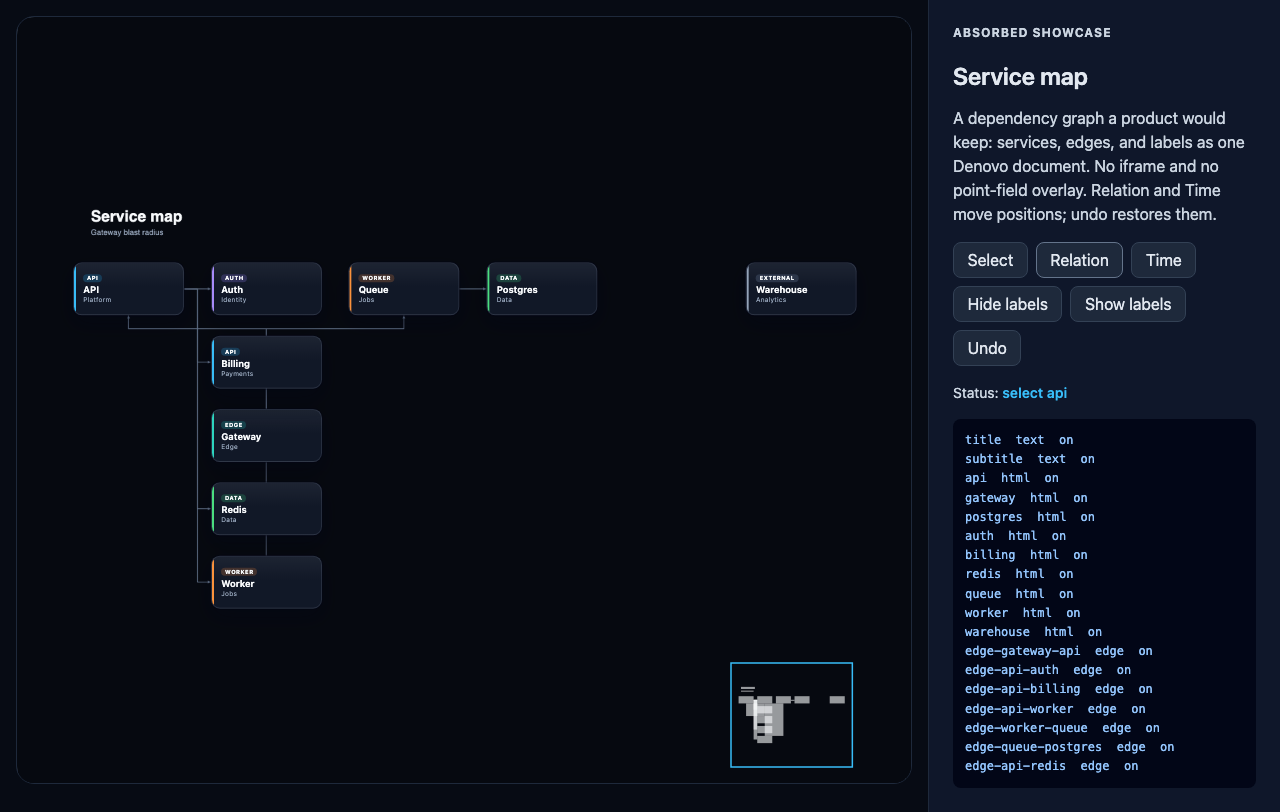 Service map
Gateway blast radius
API
API
Platform
AUTH
Auth
Identity
WORKER
Queue
Jobs
DATA
Postgres
Data
EXTERNAL
Warehouse
Analytics
API
Billing
Payments
EDGE
Gateway
Edge
DATA
Redis
Data
WORKER
Worker
Jobs
ABSORBED SHOWCASE
Service map
A dependency graph a product would
keep: services, edges, and labels as one
Denovo document. No iframe and no
point-field overlay. Relation and Time
move positions; undo restores them.
Select Relation Time
Hide labels Show labels
Undo
Status: select api
title text on
subtitle text on
api html on
gateway html on
postgres html on
auth html on
billing html on
redis html on
queue html on
worker html on
warehouse html on
edge-gateway-api edge on
edge-api-auth edge on
edge-api-billing edge on
edge-api-worker edge on
edge-worker-queue edge on
edge-queue-postgres edge on
edge-api-redis edge on